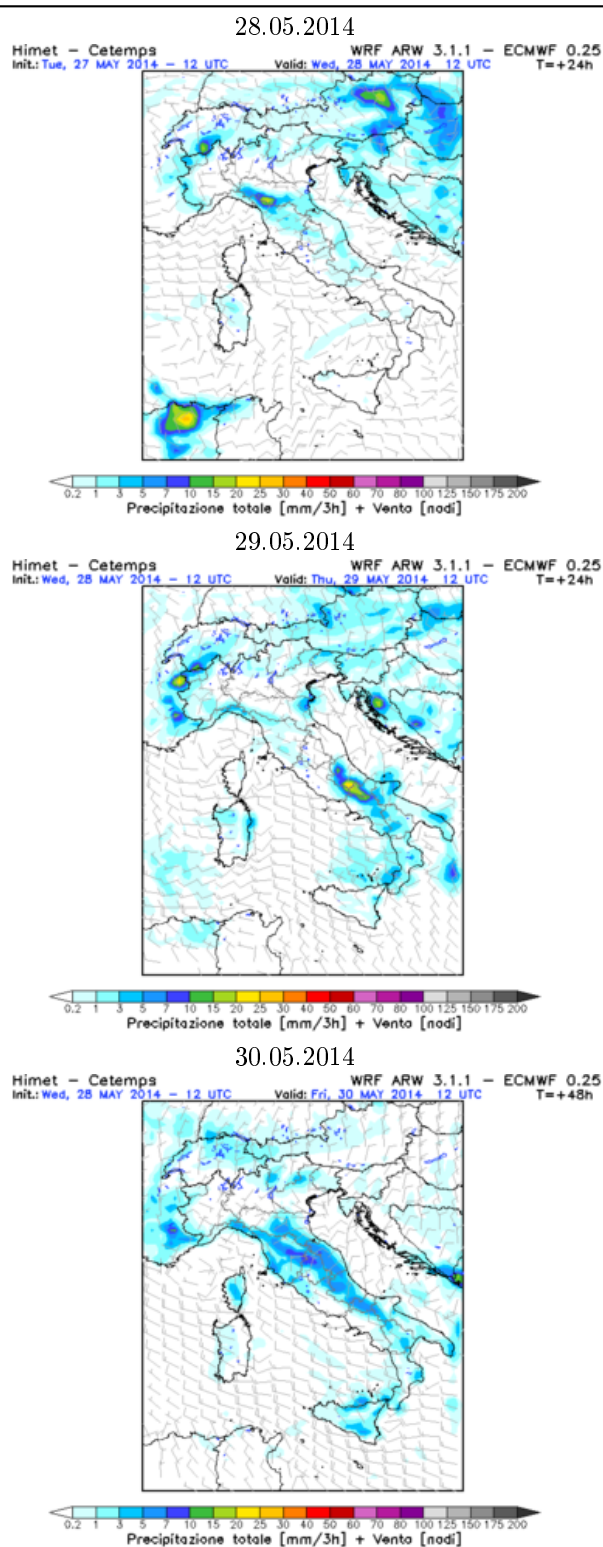 28.05.2014
Himet – Cetemps WRF ARW 3.1.1 – ECMWF 0.25
Init.: Tue, 27 MAY 2014 – 12 UTC Valid: Wed, 28 MAY 2014 12 UTC T=+24h
0.2 1 3 5 7 10 15 20 25 30 40 50 60 70 80 100 125 150 175 200
Precipitazione totale [mm/3h] + Vento [nodi]
29.05.2014
Himet – Cetemps WRF ARW 3.1.1 – ECMWF 0.25
Init.: Wed, 28 MAY 2014 – 12 UTC Valid: Thu, 29 MAY 2014 12 UTC T=+24h
0.2 1 3 5 7 10 15 20 25 30 40 50 60 70 80 100 125 150 175 200
Precipitazione totale [mm/3h] + Vento [nodi]
30.05.2014
Himet – Cetemps WRF ARW 3.1.1 – ECMWF 0.25
Init.: Wed, 28 MAY 2014 – 12 UTC Valid: Fri, 30 MAY 2014 12 UTC T=+48h
0.2 1 3 5 7 10 15 20 25 30 40 50 60 70 80 100 125 150 175 200
Precipitazione totale [mm/3h] + Vento [nodi]